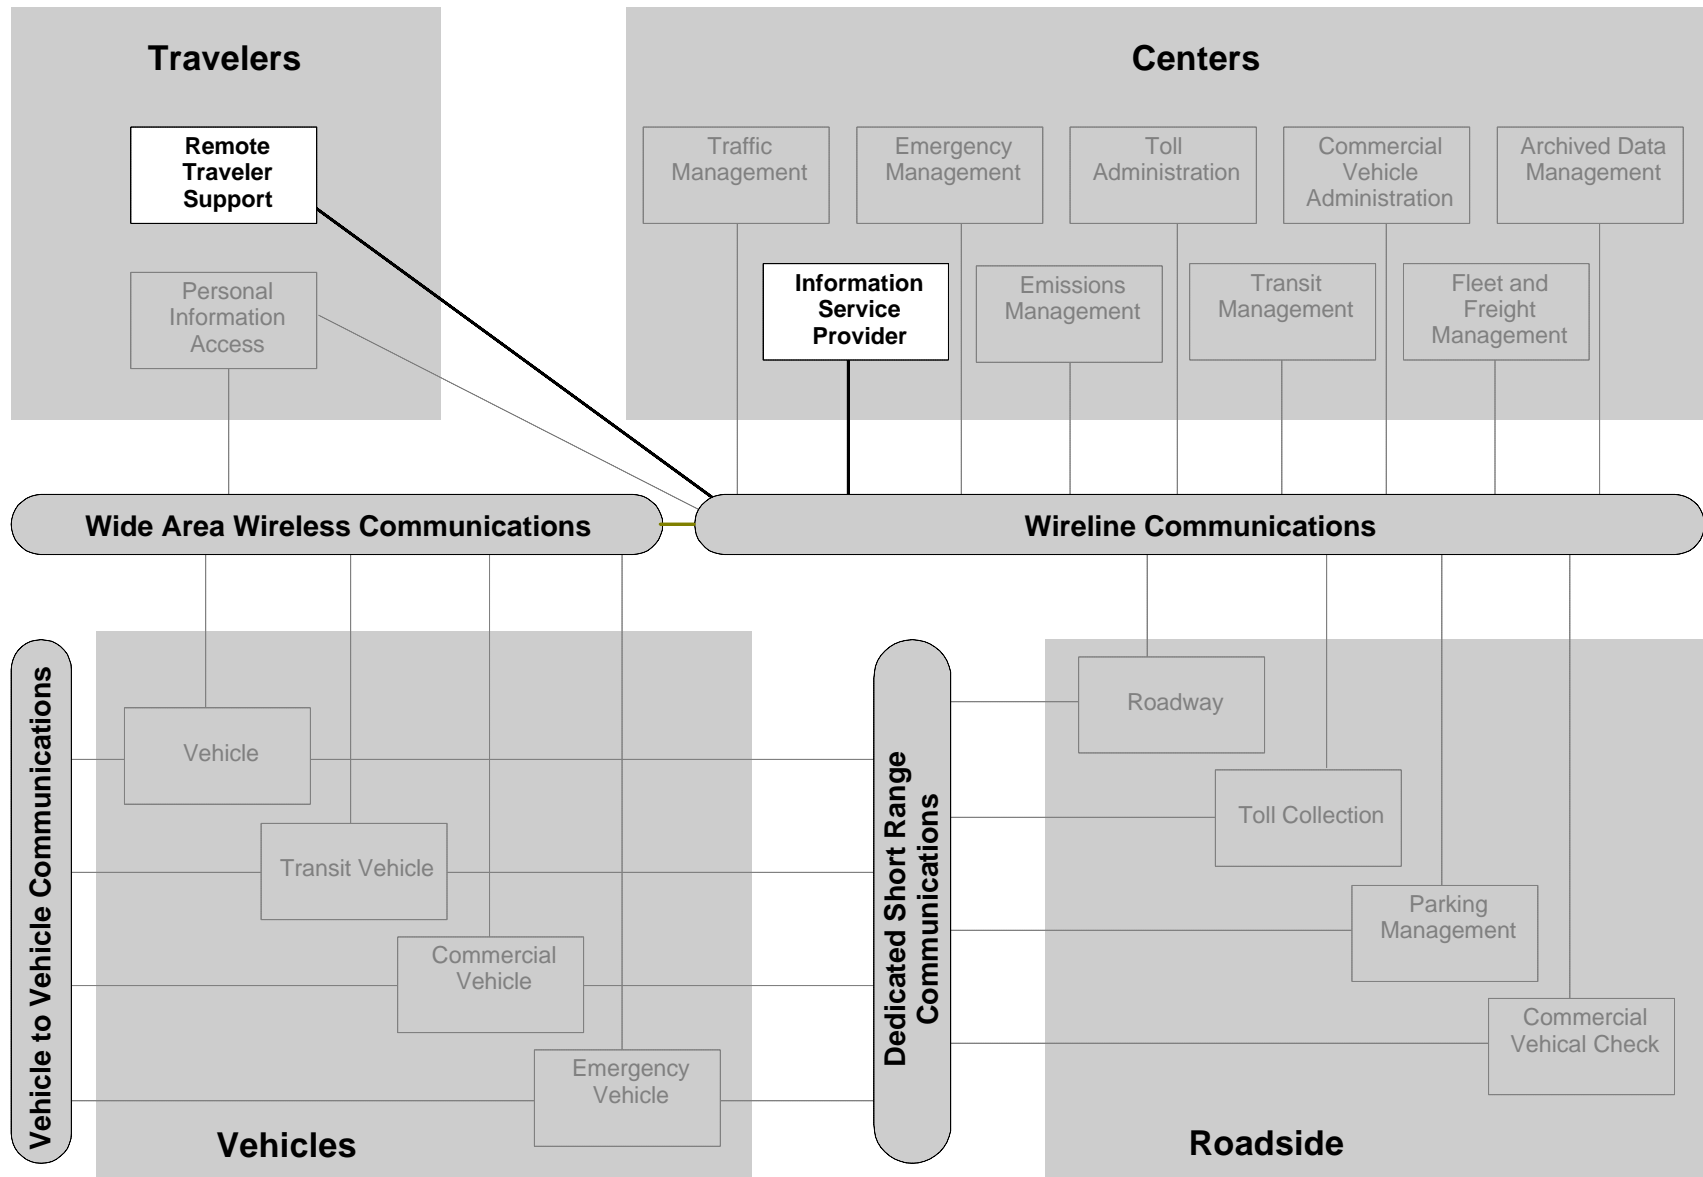 Travelers
Remote
Traveler
Support
Personal
Information
Access
Centers
Traffic
Management
Emergency
Management
Toll
Administration
Commercial
Vehicle
Administration
Archived Data
Management
Information
Service
Provider
Emissions
Management
Transit
Management
Fleet and
Freight
Management
Wide Area Wireless Communications
Wireline Communications
Vehicle to Vehicle Communications
Vehicle
Transit Vehicle
Commercial
Vehicle
Emergency
Vehicle
Vehicles
Dedicated Short Range
Communications
Roadway
Toll Collection
Parking
Management
Commercial
Vehical Check
Roadside